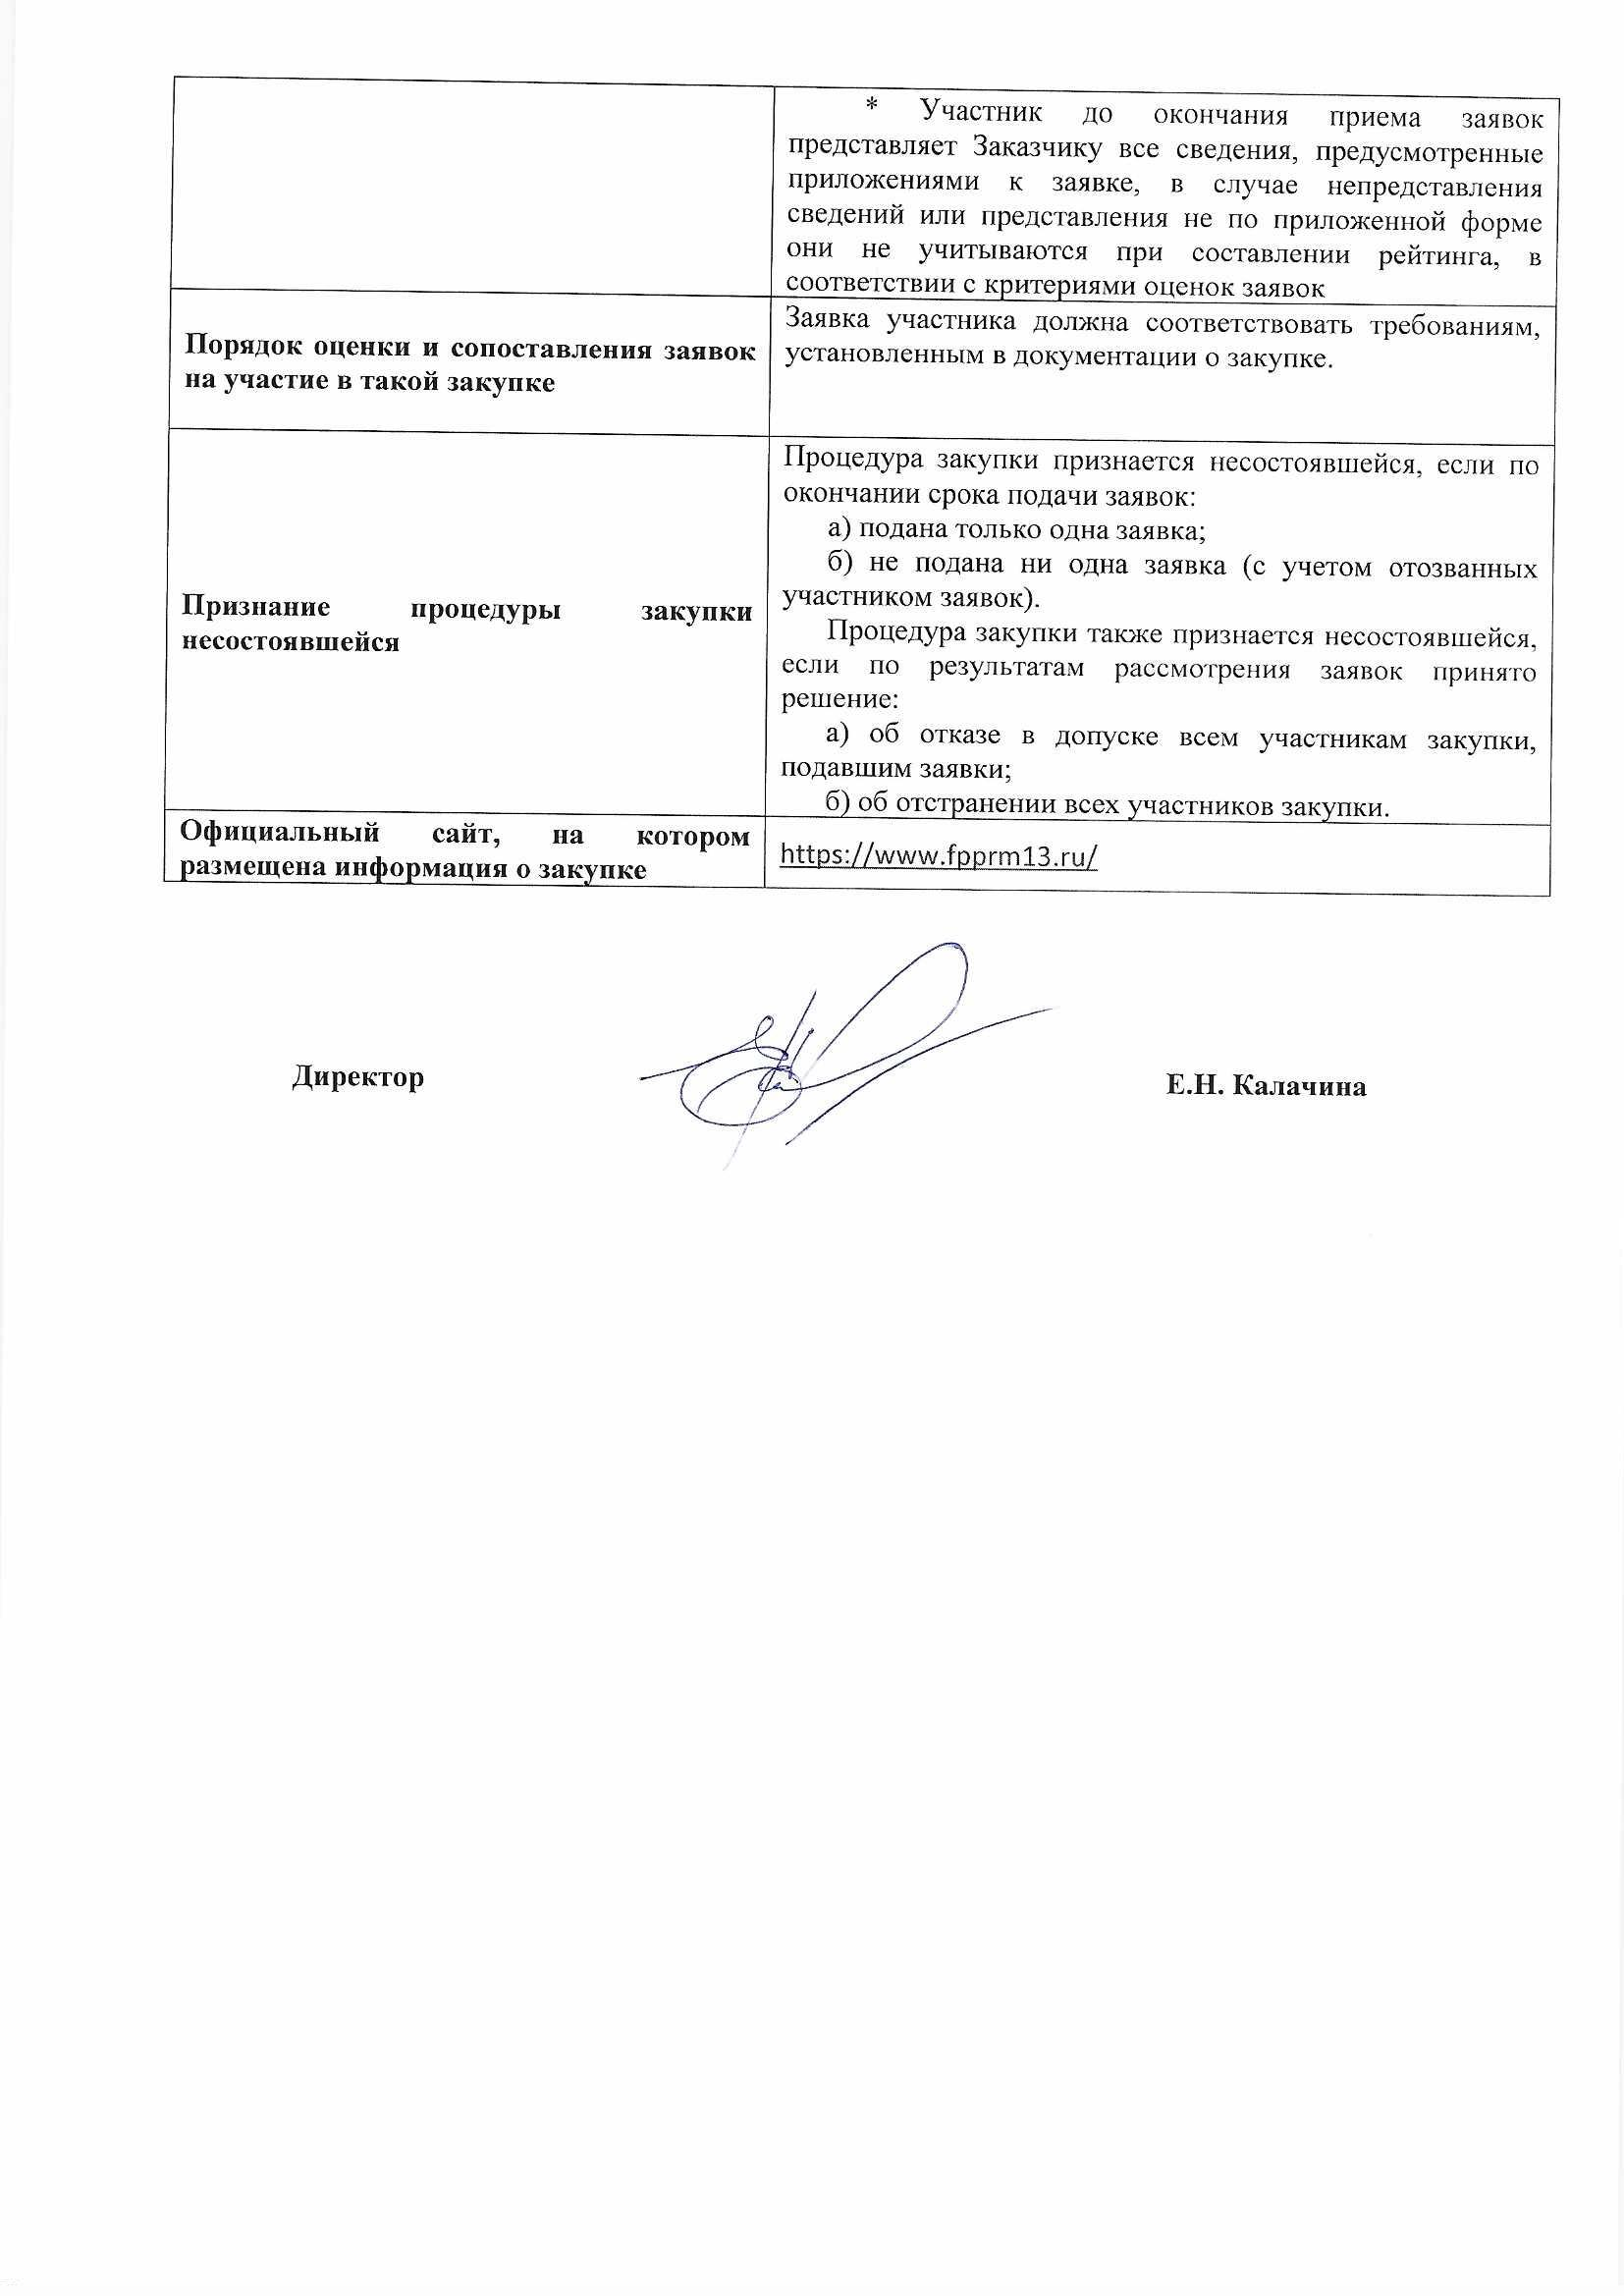 * Участник до окончания приема заявок
представляет Заказчику все сведения, предусмотренные
приложениями к заявке, в случае непредставления
сведений или представления не по приложенной форме
они не учитываются при составлении рейтинга, в
соответствии с критериями оценок заявок
Порядок оценки и сопоставления заявок
на участие в такой закупке
Заявка участника должна соответствовать требованиям,
установленным в документации о закупке.
Признание процедуры закупки
несостоявшейся
Процедура закупки признается несостоявшейся, если по
окончании срока подачи заявок:
а) подана только одна заявка;
б) не подана ни одна заявка (с учетом отозванных
участником заявок).
Процедура закупки также признается несостоявшейся,
если по результатам рассмотрения заявок принято
решение:
а) об отказе в допуске всем участникам закупки,
подавшим заявки;
б) об отстранении всех участников закупки.
Официальный сайт, на котором
размещена информация о закупке
https://www.fpprm13.ru/
Директор
Е.Н. Калачина